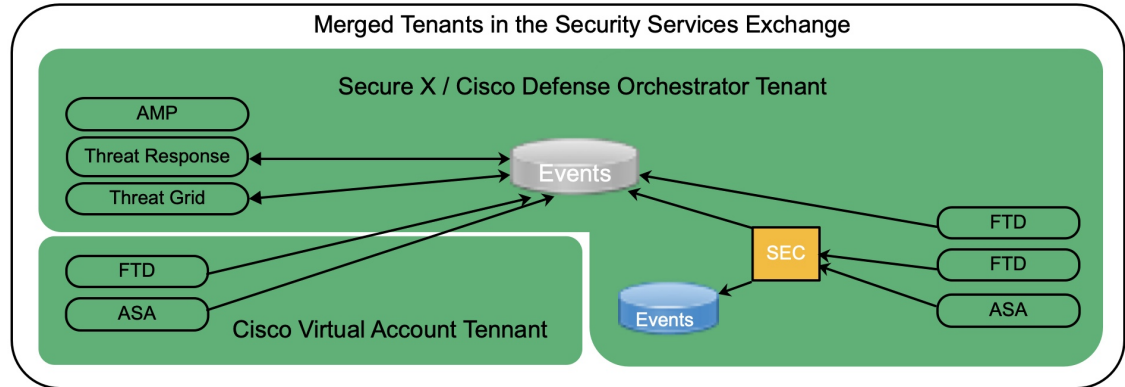 Merged Tenants in the Security Services Exchange
Secure X / Cisco Defense Orchestrator Tenant
AMP
Threat Response
Threat Grid
Events
FTD
SEC
FTD
ASA
Events
FTD
ASA
Cisco Virtual Account Tennant